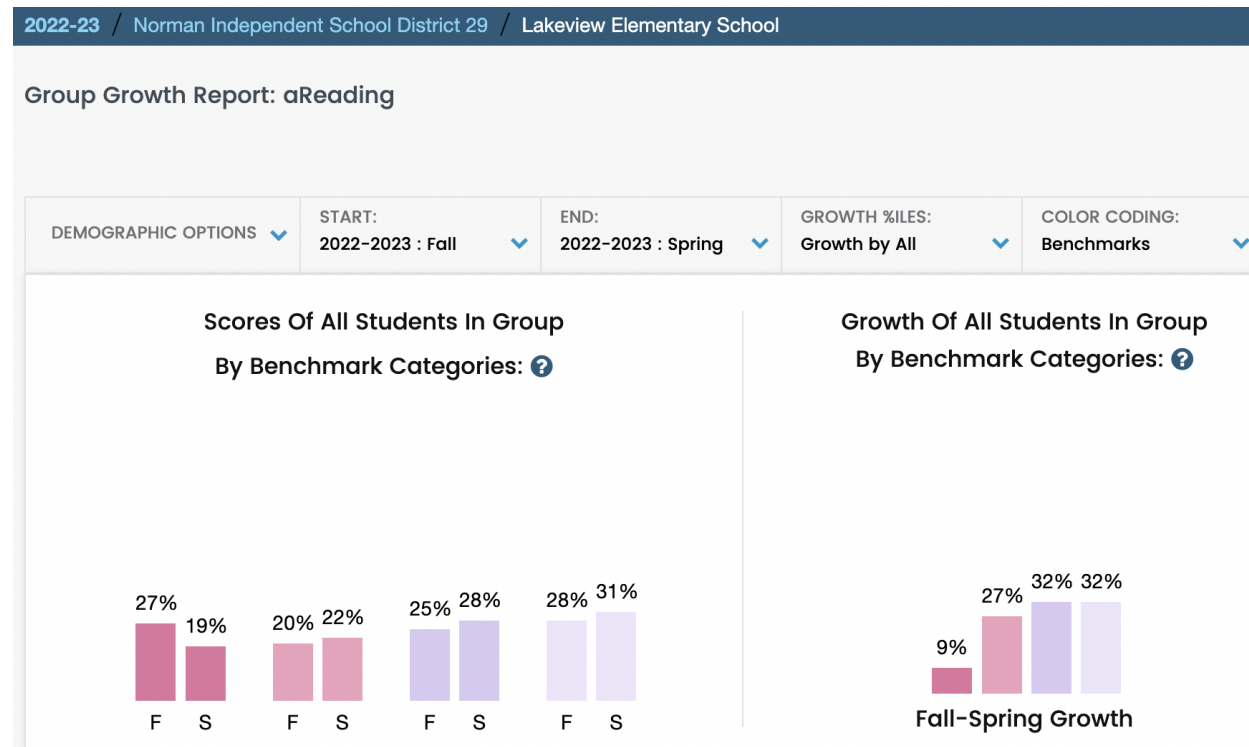 2022-23 / Norman Independent School District 29 / Lakeview Elementary School
Group Growth Report: aReading
DEMOGRAPHIC OPTIONS
START:
2022-2023 : Fall
END:
2022-2023 : Spring
GROWTH %ILES:
Growth by All
COLOR CODING:
Benchmarks
Scores Of All Students In Group
By Benchmark Categories: ?
27% 19% 20% 22% 25% 28% 28% 31%
F S F S F S F S
Growth Of All Students In Group
By Benchmark Categories: ?
9% 27% 32% 32%
Fall-Spring Growth